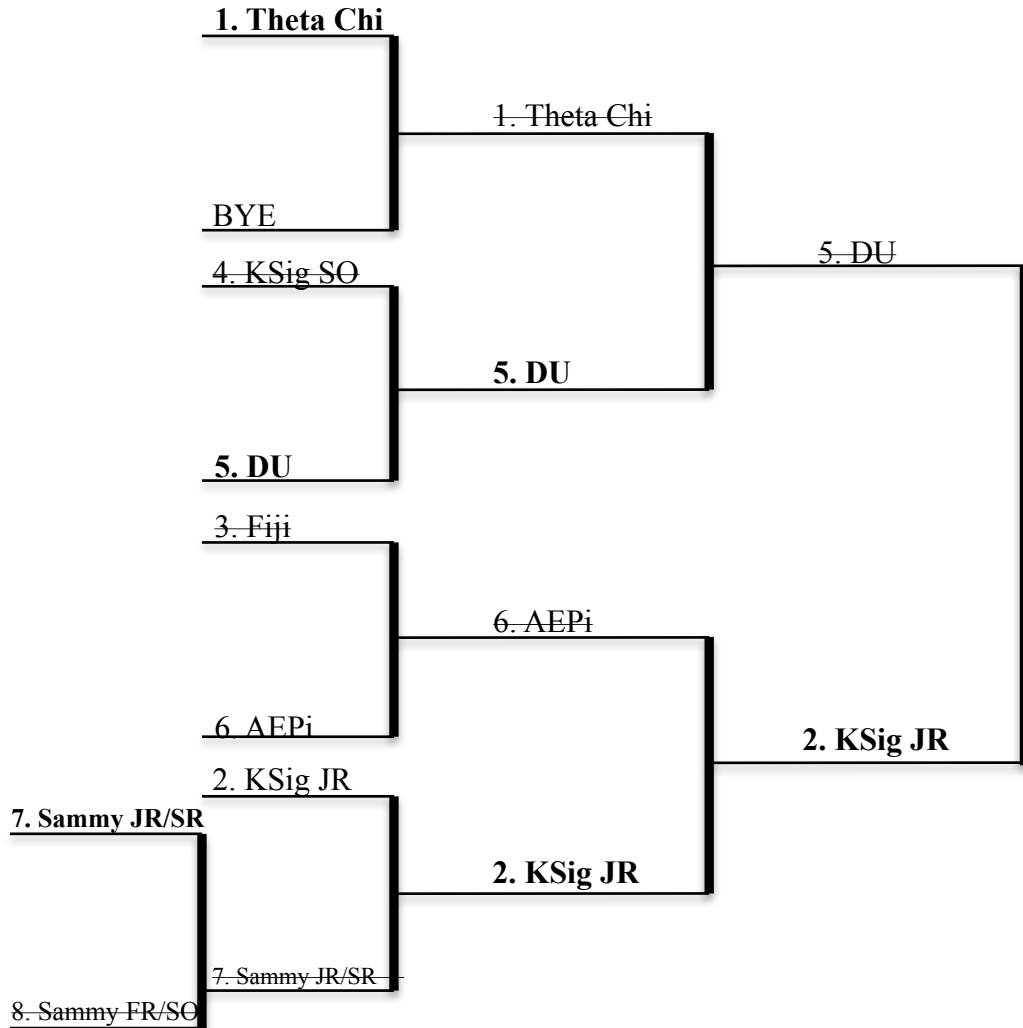 1. Theta Chi
1. Theta Chi
BYE
5. DU
4. KSig SO
5. DU
5. DU
3. Fiji
6. AEPi
6. AEPi
2. KSig JR
2. KSig JR
7. Sammy JR/SR
2. KSig JR
7. Sammy JR/SR
8. Sammy FR/SO